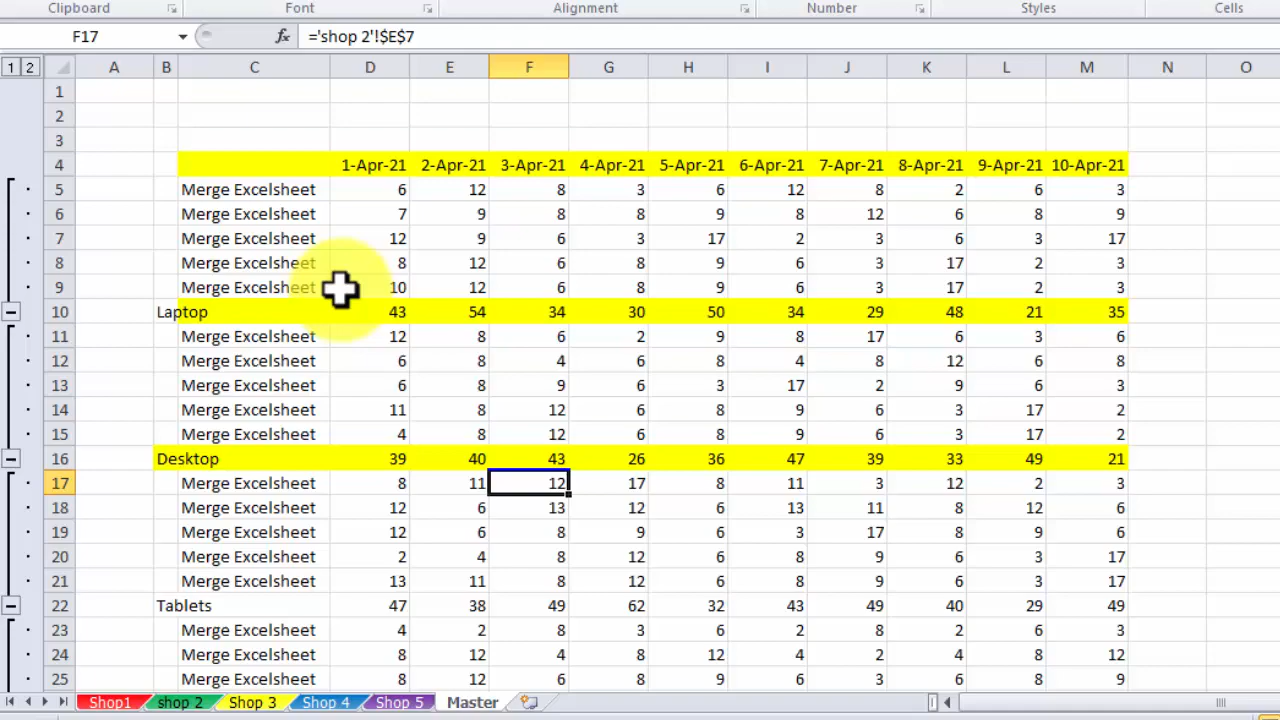 Clipboard Font Alignment Number Styles Cells
F17 fx ='shop 2'!$E$7
1 2 A B C D E F G H I J K L M N O
1
2
3
4 1-Apr-21 2-Apr-21 3-Apr-21 4-Apr-21 5-Apr-21 6-Apr-21 7-Apr-21 8-Apr-21 9-Apr-21 10-Apr-21
5 Merge Excelsheet 6 12 8 3 6 12 8 2 6 3
6 Merge Excelsheet 7 9 8 8 9 8 12 6 8 9
7 Merge Excelsheet 12 9 6 3 17 2 3 6 3 17
8 Merge Excelsheet 8 12 6 8 9 6 3 17 2 3
9 Merge Excelsheet 10 12 6 8 9 6 3 17 2 3
10 Laptop 43 54 34 30 50 34 29 48 21 35
11 Merge Excelsheet 12 8 6 2 9 8 17 6 3 6
12 Merge Excelsheet 6 8 4 6 8 4 8 12 6 8
13 Merge Excelsheet 6 8 9 6 3 17 2 9 6 3
14 Merge Excelsheet 11 8 12 6 8 9 6 3 17 2
15 Merge Excelsheet 4 8 12 6 8 9 6 3 17 2
16 Desktop 39 40 43 26 36 47 39 33 49 21
17 Merge Excelsheet 8 11 12 17 8 11 3 12 2 3
18 Merge Excelsheet 12 6 13 12 6 13 11 8 12 6
19 Merge Excelsheet 12 6 8 9 6 3 17 8 9 6
20 Merge Excelsheet 2 4 8 12 6 8 9 6 3 17
21 Merge Excelsheet 13 11 8 12 6 8 9 6 3 17
22 Tablets 47 38 49 62 32 43 49 40 29 49
23 Merge Excelsheet 4 2 8 3 6 2 8 2 6 3
24 Merge Excelsheet 8 12 4 8 12 4 2 4 8 12
25 Merge Excelsheet 8 12 6 8 9 6 3 6 8 9
Shop1 shop 2 Shop 3 Shop 4 Shop 5 Master